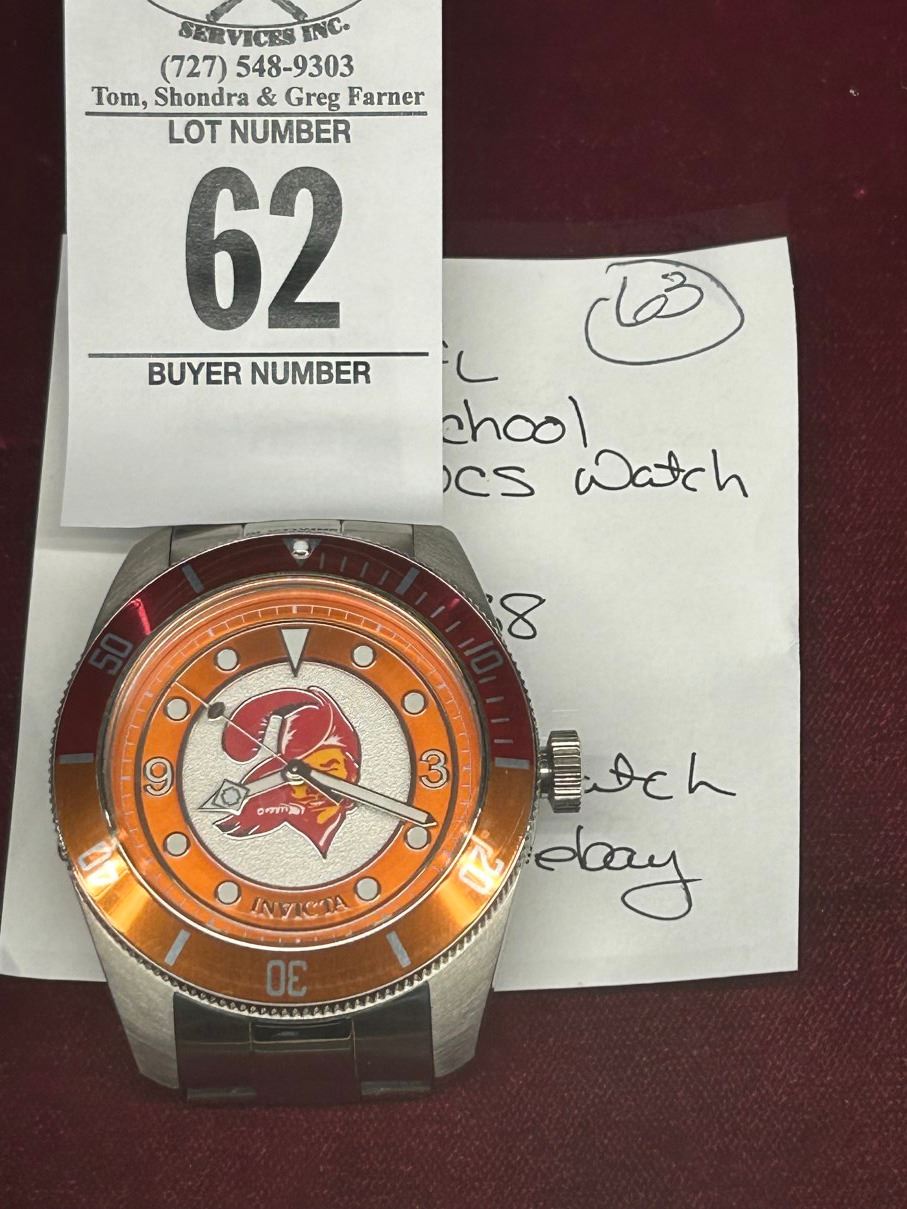 SERVICES INC.
(727) 548-9303
Tom, Shondra & Greg Farner
LOT NUMBER
62
BUYER NUMBER
63
L
chool
ocs Watch
8
tch
ebay
50
10
9
3
40
20
INVICTA
30